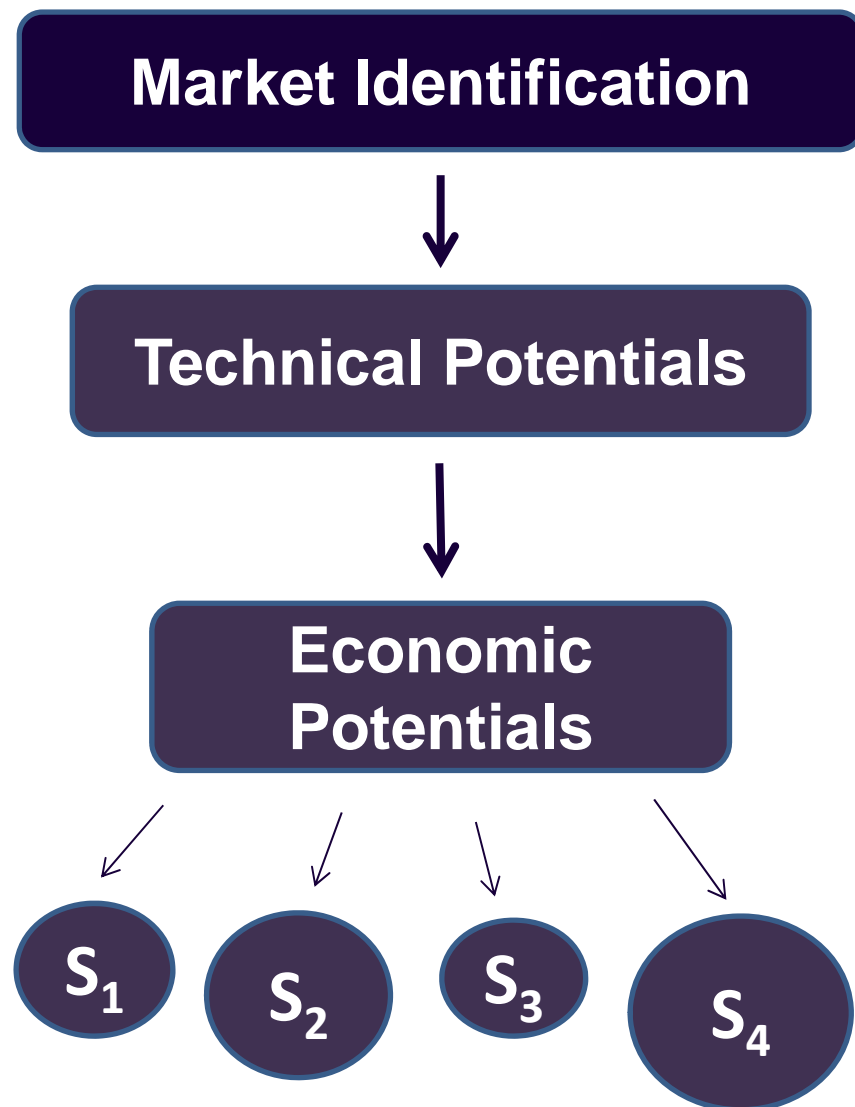 Market Identification
Technical Potentials
Economic
Potentials
S₁
S₂
S₃
S₄